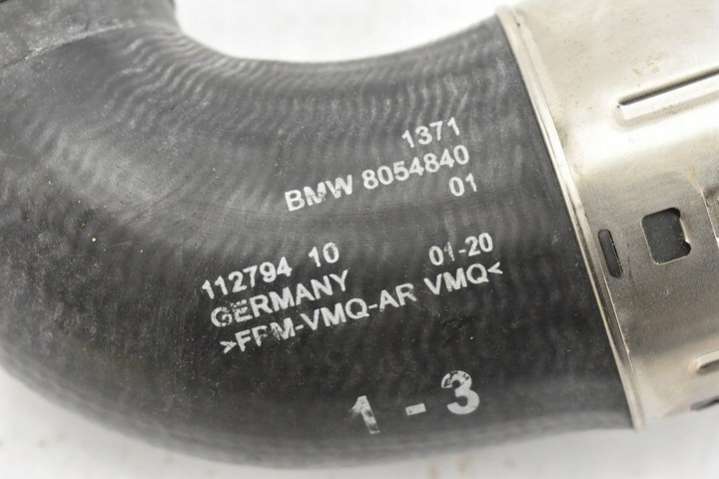 1371
BMW 8054840
01
112794 10 01-20
GERMANY
>FPM-VMQ-AR VMQ<
1-3